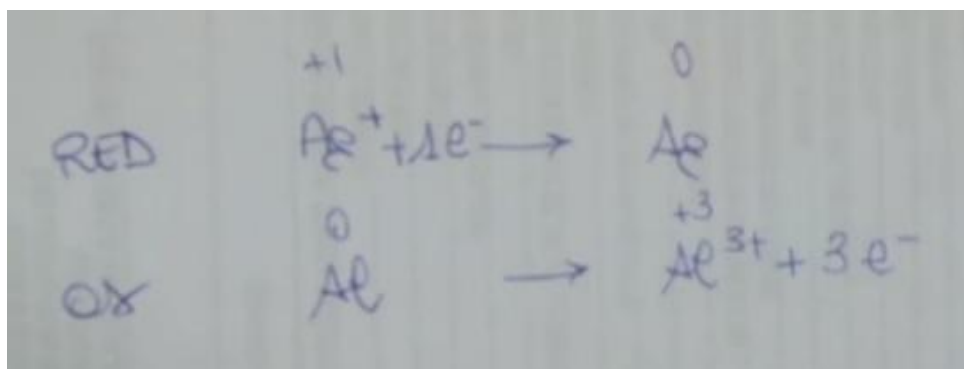 +1 0
RED Ag⁺ + 1e⁻ → Ag
0 +3
OX Al → Al³⁺ + 3e⁻